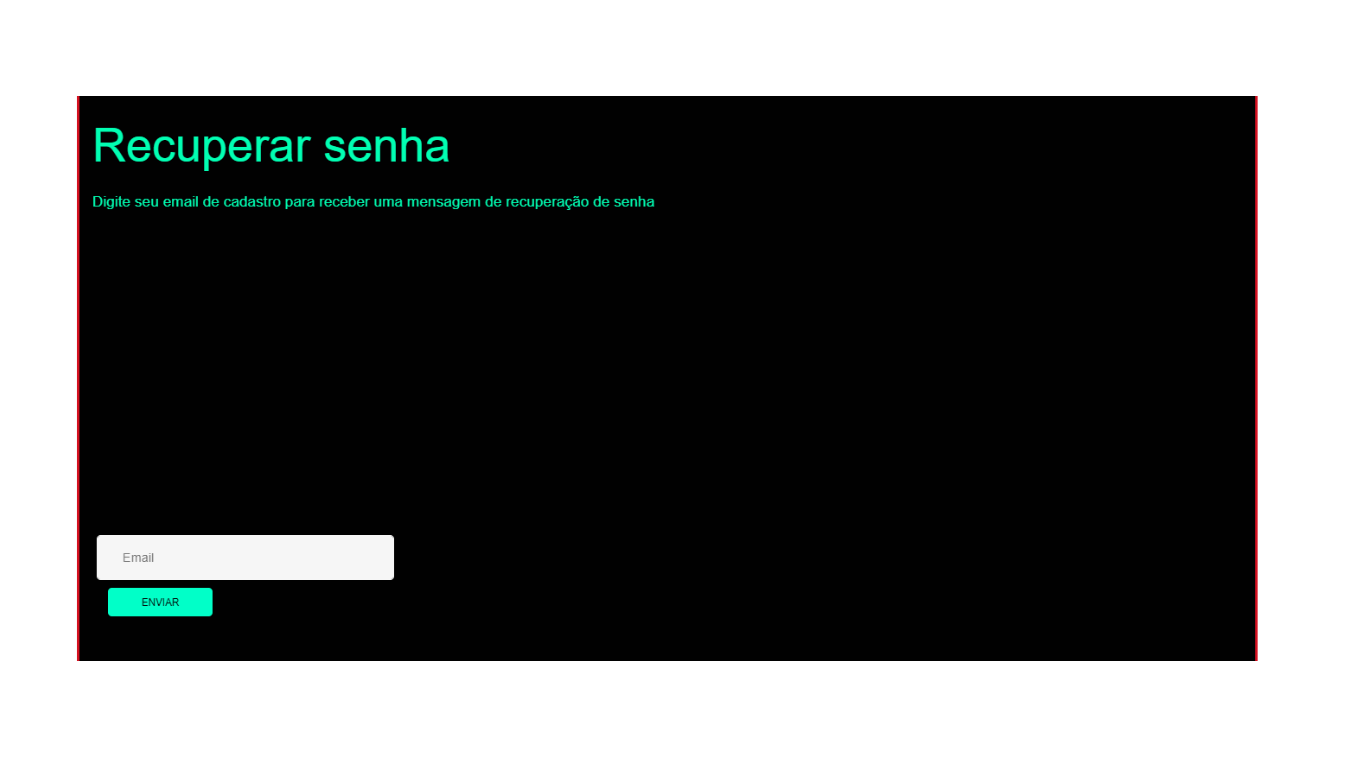 Recuperar senha
Digite seu email de cadastro para receber uma mensagem de recuperação de senha
Email
ENVIAR